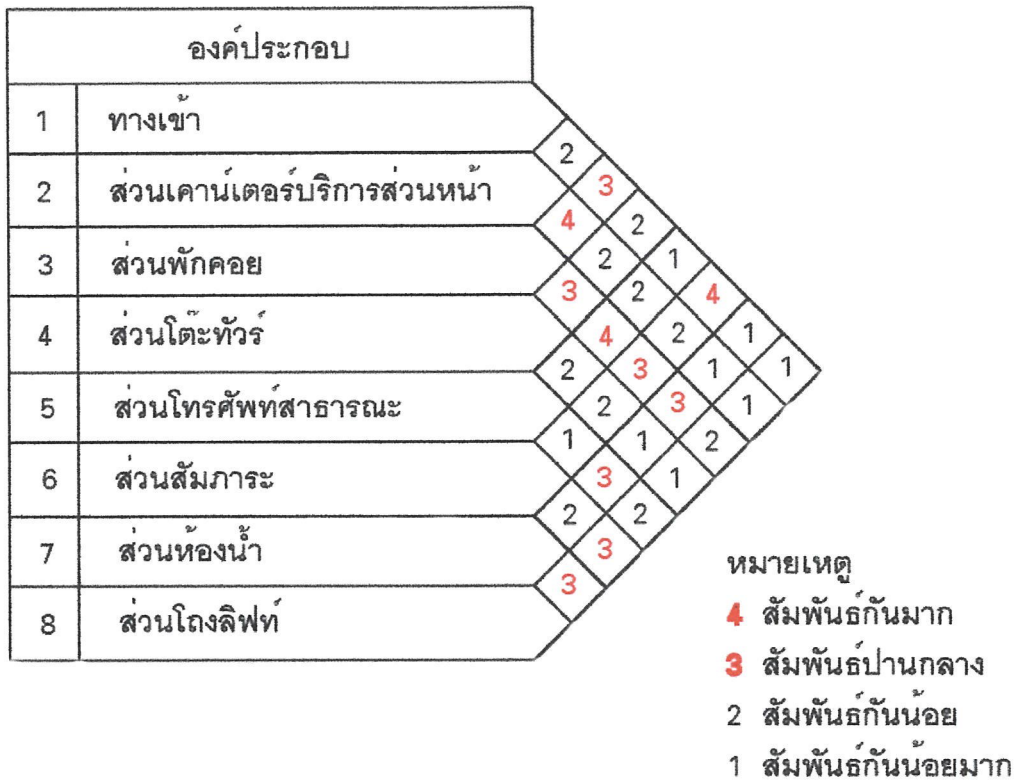 องค์ประกอบ
1 ทางเข้า
2
2 ส่วนเคาน์เตอร์บริการส่วนหน้า 3
4 2
3 ส่วนพักคอย 2 1
3 2 4
4 ส่วนโต๊ะทัวร์ 4 2 1
2 3 1 1
5 ส่วนโทรศัพท์สาธารณะ 2 3 1
1 1 2
6 ส่วนสัมภาระ 3 1
2 2
7 ส่วนห้องน้ำ 3
3
8 ส่วนโถงลิฟท์
หมายเหตุ
4 สัมพันธ์กันมาก
3 สัมพันธ์ปานกลาง
2 สัมพันธ์กันน้อย
1 สัมพันธ์กันน้อยมาก